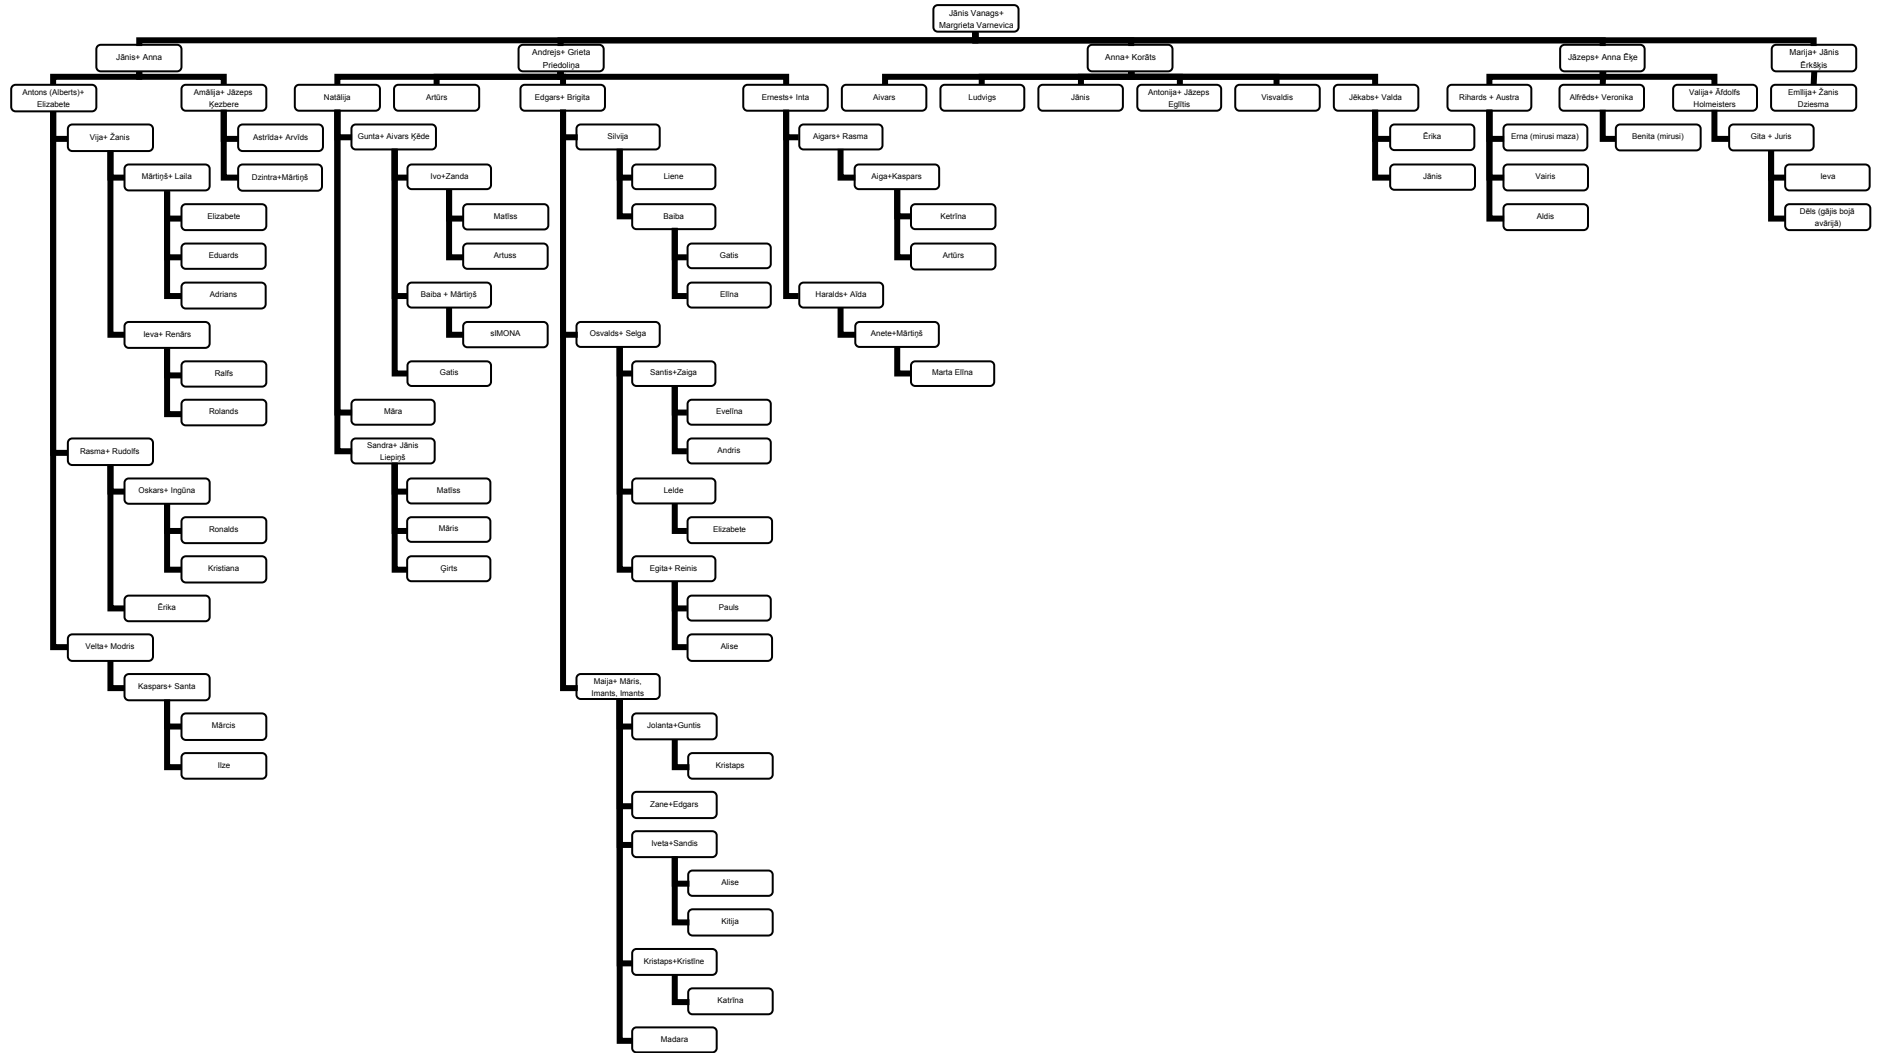 Jānis Vanags+
Margrieta Varnevica
Jānis+ Anna
Andrejs+ Grieta
Priedoliņa
Anna+ Korāts
Jāzeps+ Anna Ēķe
Marija+ Jānis
Ērkšķis
Antons (Alberts)+
Elizabete
Amālija+ Jāzeps
Ķezbere
Natālija
Artūrs
Edgars+ Brigita
Ernests+ Inta
Aivars
Ludvigs
Jānis
Antonija+ Jāzeps
Eglītis
Visvaldis
Jēkabs+ Valda
Rihards + Austra
Alfrēds+ Veronika
Valija+ Āfdolfs
Holmeisters
Emīlija+ Žanis
Dziesma
Vija+ Žanis
Mārtiņš+ Laila
Elizabete
Eduards
Adrians
Ieva+ Renārs
Ralfs
Rolands
Rasma+ Rudolfs
Oskars+ Ingūna
Ronalds
Kristiana
Ērika
Velta+ Modris
Kaspars+ Santa
Mārcis
Ilze
Astrīda+ Arvīds
Dzintra+Mārtiņš
Gunta+ Aivars Ķēde
Ivo+Zanda
Matīss
Artuss
Baiba + Mārtiņš
sIMONA
Gatis
Māra
Sandra+ Jānis
Liepiņš
Matīss
Māris
Ģirts
Silvija
Liene
Baiba
Gatis
Elīna
Osvalds+ Selga
Santis+Zaiga
Evelīna
Andris
Lelde
Elizabete
Egita+ Reinis
Pauls
Alise
Maija+ Māris,
Imants, Imants
Jolanta+Guntis
Kristaps
Zane+Edgars
Iveta+Sandis
Alise
Kitija
Kristaps+Kristīne
Katrīna
Madara
Aigars+ Rasma
Aiga+Kaspars
Ketrīna
Artūrs
Haralds+ Aīda
Anete+Mārtiņš
Marta Elīna
Ērika
Jānis
Erna (mirusi maza)
Vairis
Aldis
Benita (mirusi)
Gita + Juris
Ieva
Dēls (gājis bojā
avārijā)